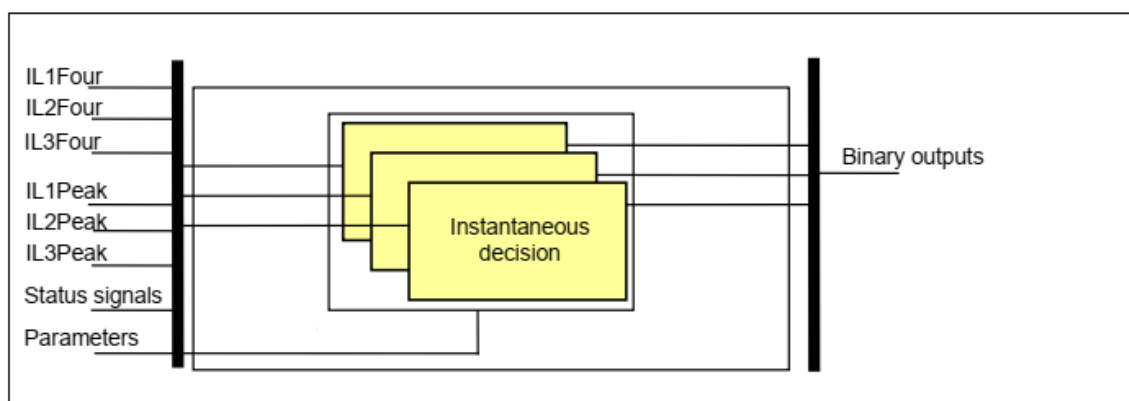 IL1Four
IL2Four
IL3Four
IL1Peak
IL2Peak
IL3Peak
Status signals
Parameters
Instantaneous
decision
Binary outputs